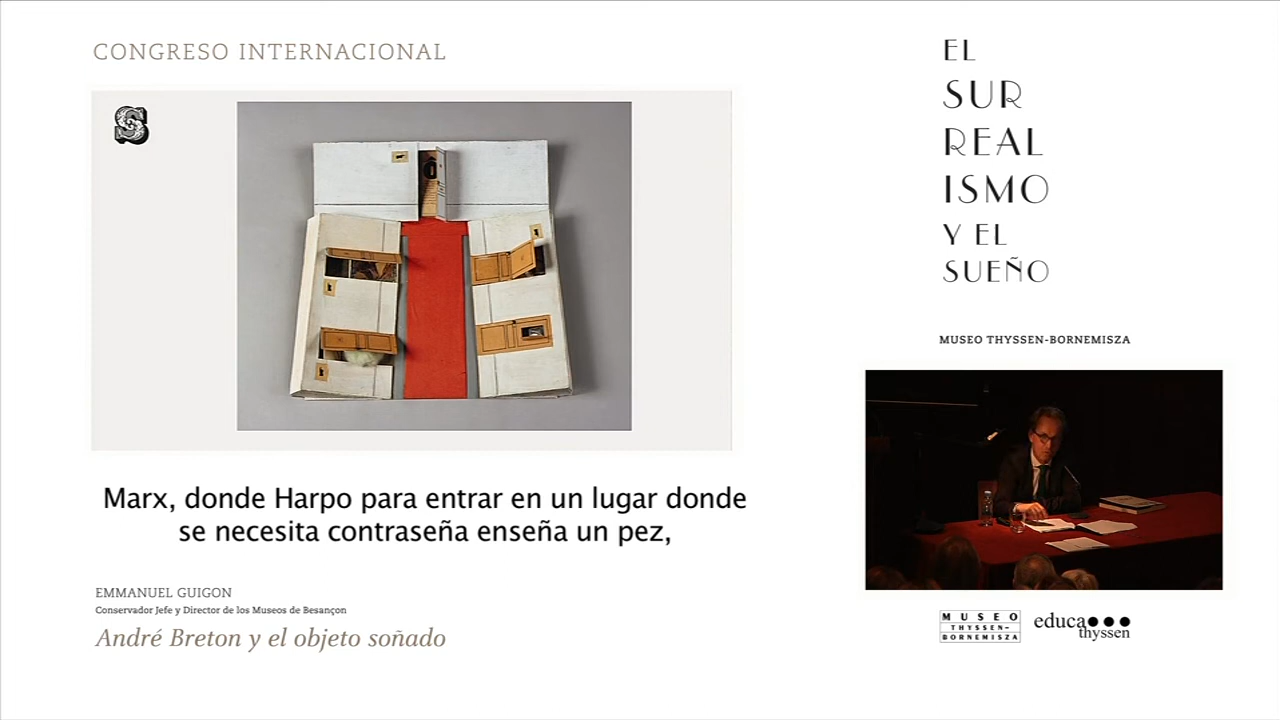 CONGRESO INTERNACIONAL
S
EL
SUR
REAL
ISMO
Y EL
SUEÑO
MUSEO THYSSEN-BORNEMISZA
Marx, donde Harpo para entrar en un lugar donde
se necesita contraseña enseña un pez,
EMMANUEL GUIGON
Conservador Jefe y Director de los Museos de Besançon
André Breton y el objeto soñado
MUSEO
THYSSEN-
BORNEMISZA
educa
thyssen